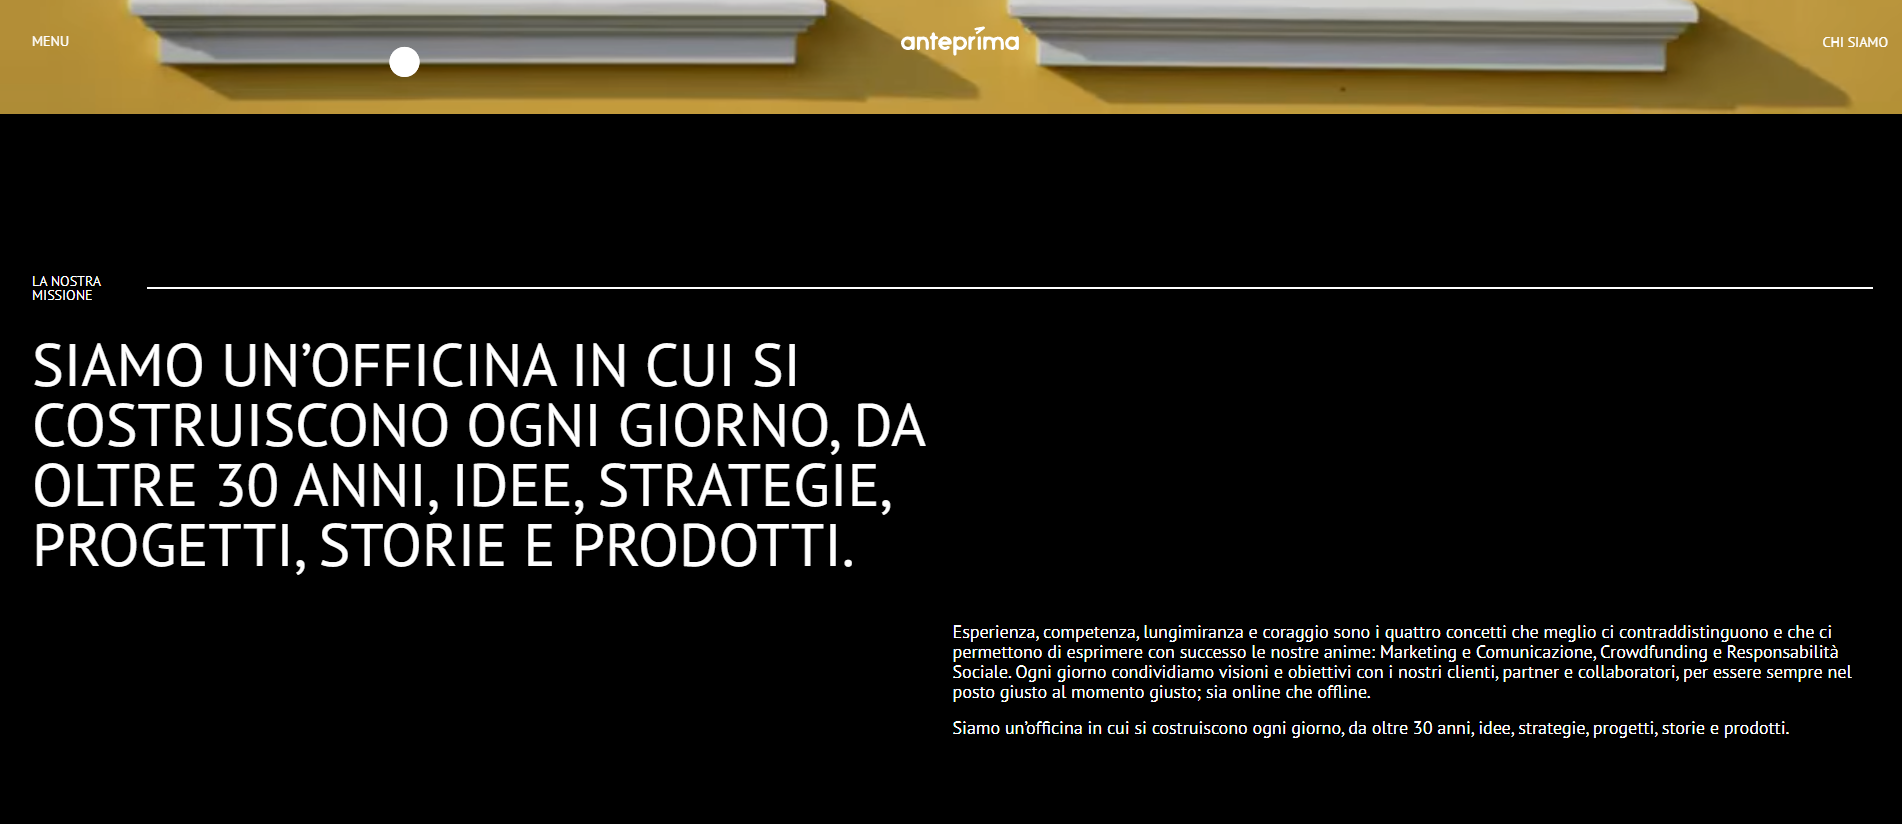 MENU
anteprima
CHI SIAMO
LA NOSTRA
MISSIONE
SIAMO UN’OFFICINA IN CUI SI
COSTRUISCONO OGNI GIORNO, DA
OLTRE 30 ANNI, IDEE, STRATEGIE,
PROGETTI, STORIE E PRODOTTI.
Esperienza, competenza, lungimiranza e coraggio sono i quattro concetti che meglio ci contraddistinguono e che ci
permettono di esprimere con successo le nostre anime: Marketing e Comunicazione, Crowdfunding e Responsabilità
Sociale. Ogni giorno condividiamo visioni e obiettivi con i nostri clienti, partner e collaboratori, per essere sempre nel
posto giusto al momento giusto; sia online che offline.
Siamo un’officina in cui si costruiscono ogni giorno, da oltre 30 anni, idee, strategie, progetti, storie e prodotti.